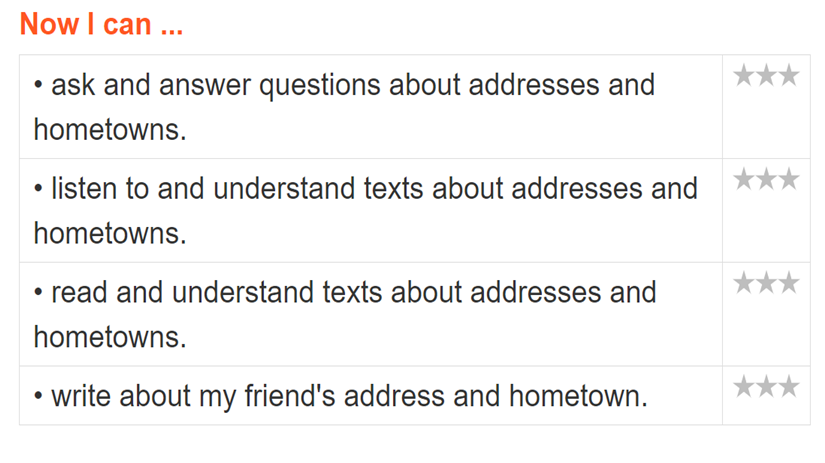 Now I can ...
• ask and answer questions about addresses and
hometowns.
• listen to and understand texts about addresses and
hometowns.
• read and understand texts about addresses and
hometowns.
• write about my friend's address and hometown.